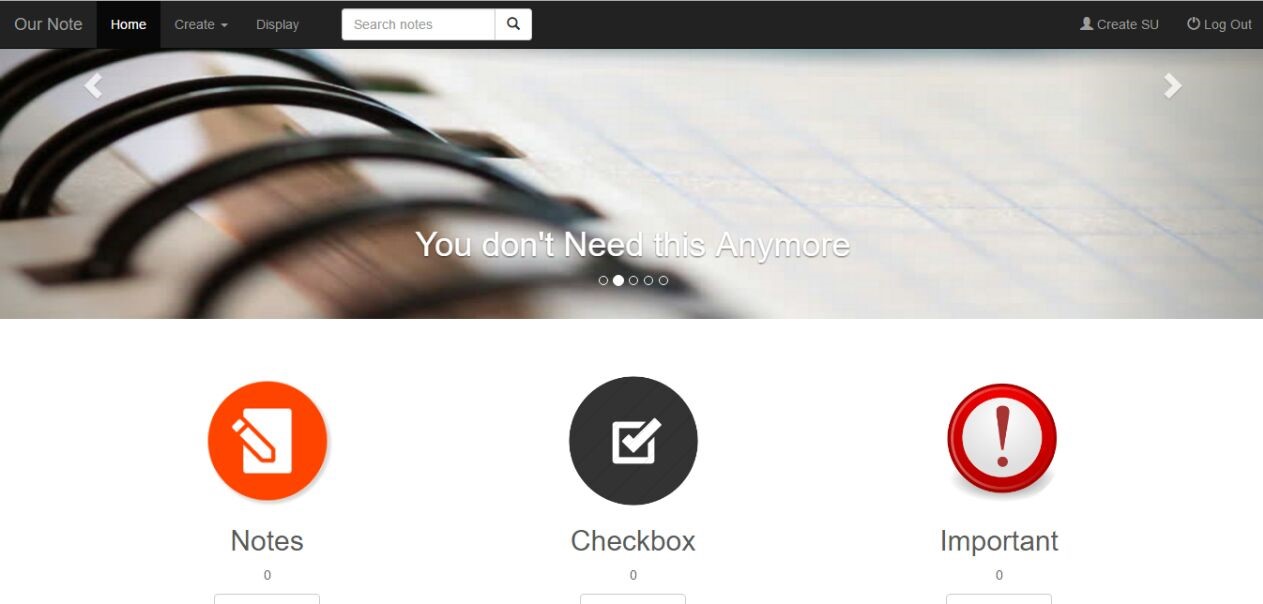 Our Note Home Create Display Search notes Create SU Log Out
You don't Need this Anymore
Notes Checkbox Important
0 0 0